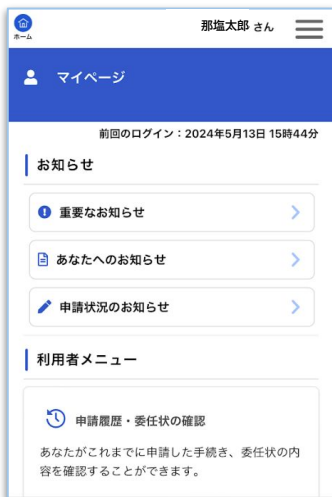 那塩太郎 さん
ホーム
マイページ
前回のログイン：2024年5月13日 15時44分
お知らせ
重要なお知らせ
あなたへのお知らせ
申請状況のお知らせ
利用者メニュー
申請履歴・委任状の確認
あなたがこれまでに申請した手続き、委任状の内
容を確認することができます。